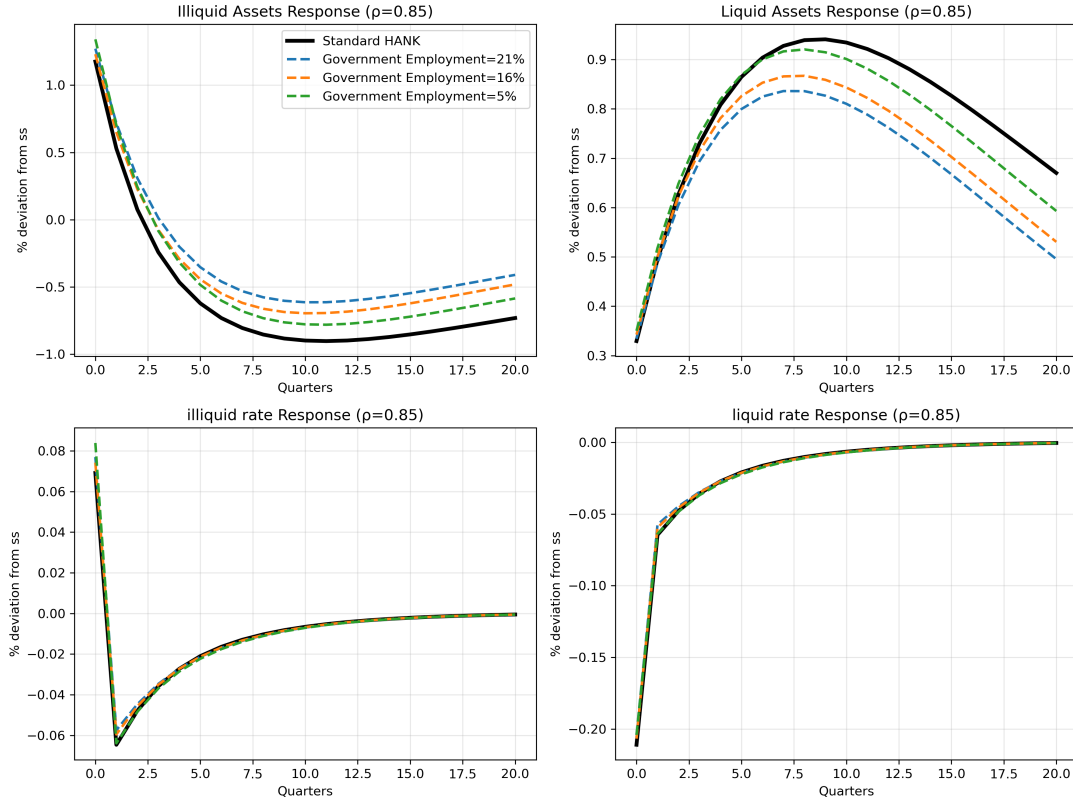 Illiquid Assets Response (ρ=0.85)
% deviation from ss
1.0
0.5
0.0
−0.5
−1.0
Standard HANK
Government Employment=21%
Government Employment=16%
Government Employment=5%
0.0 2.5 5.0 7.5 10.0 12.5 15.0 17.5 20.0
Quarters
Liquid Assets Response (ρ=0.85)
% deviation from ss
0.9
0.8
0.7
0.6
0.5
0.4
0.3
0.0 2.5 5.0 7.5 10.0 12.5 15.0 17.5 20.0
Quarters
illiquid rate Response (ρ=0.85)
% deviation from ss
0.08
0.06
0.04
0.02
0.00
−0.02
−0.04
−0.06
0.0 2.5 5.0 7.5 10.0 12.5 15.0 17.5 20.0
Quarters
liquid rate Response (ρ=0.85)
% deviation from ss
0.00
−0.05
−0.10
−0.15
−0.20
0.0 2.5 5.0 7.5 10.0 12.5 15.0 17.5 20.0
Quarters